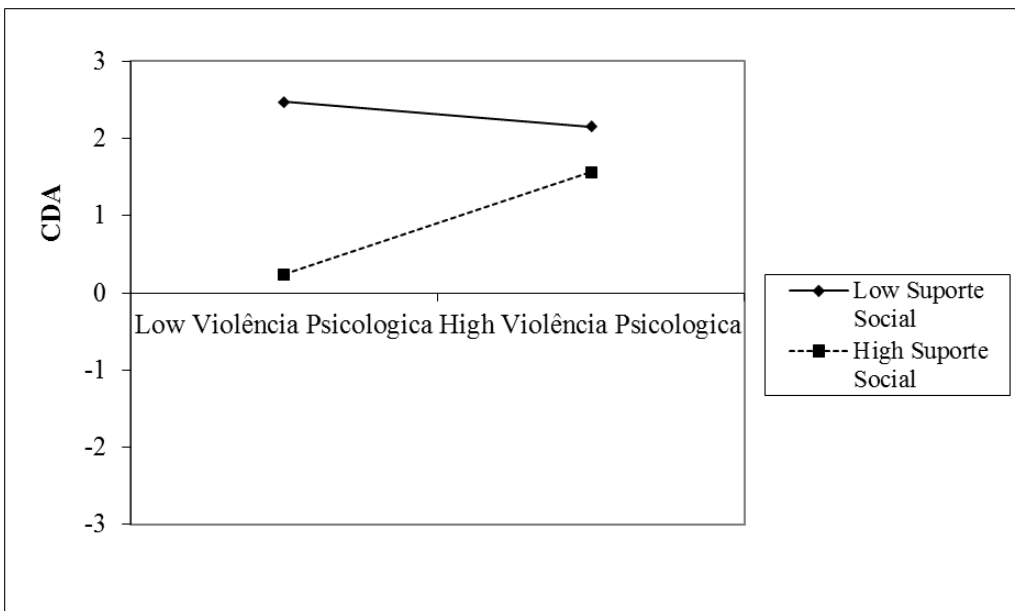 3
2
1
0
-1
-2
-3
CDA
Low Violência Psicologica High Violência Psicologica
Low Suporte
Social
High Suporte
Social